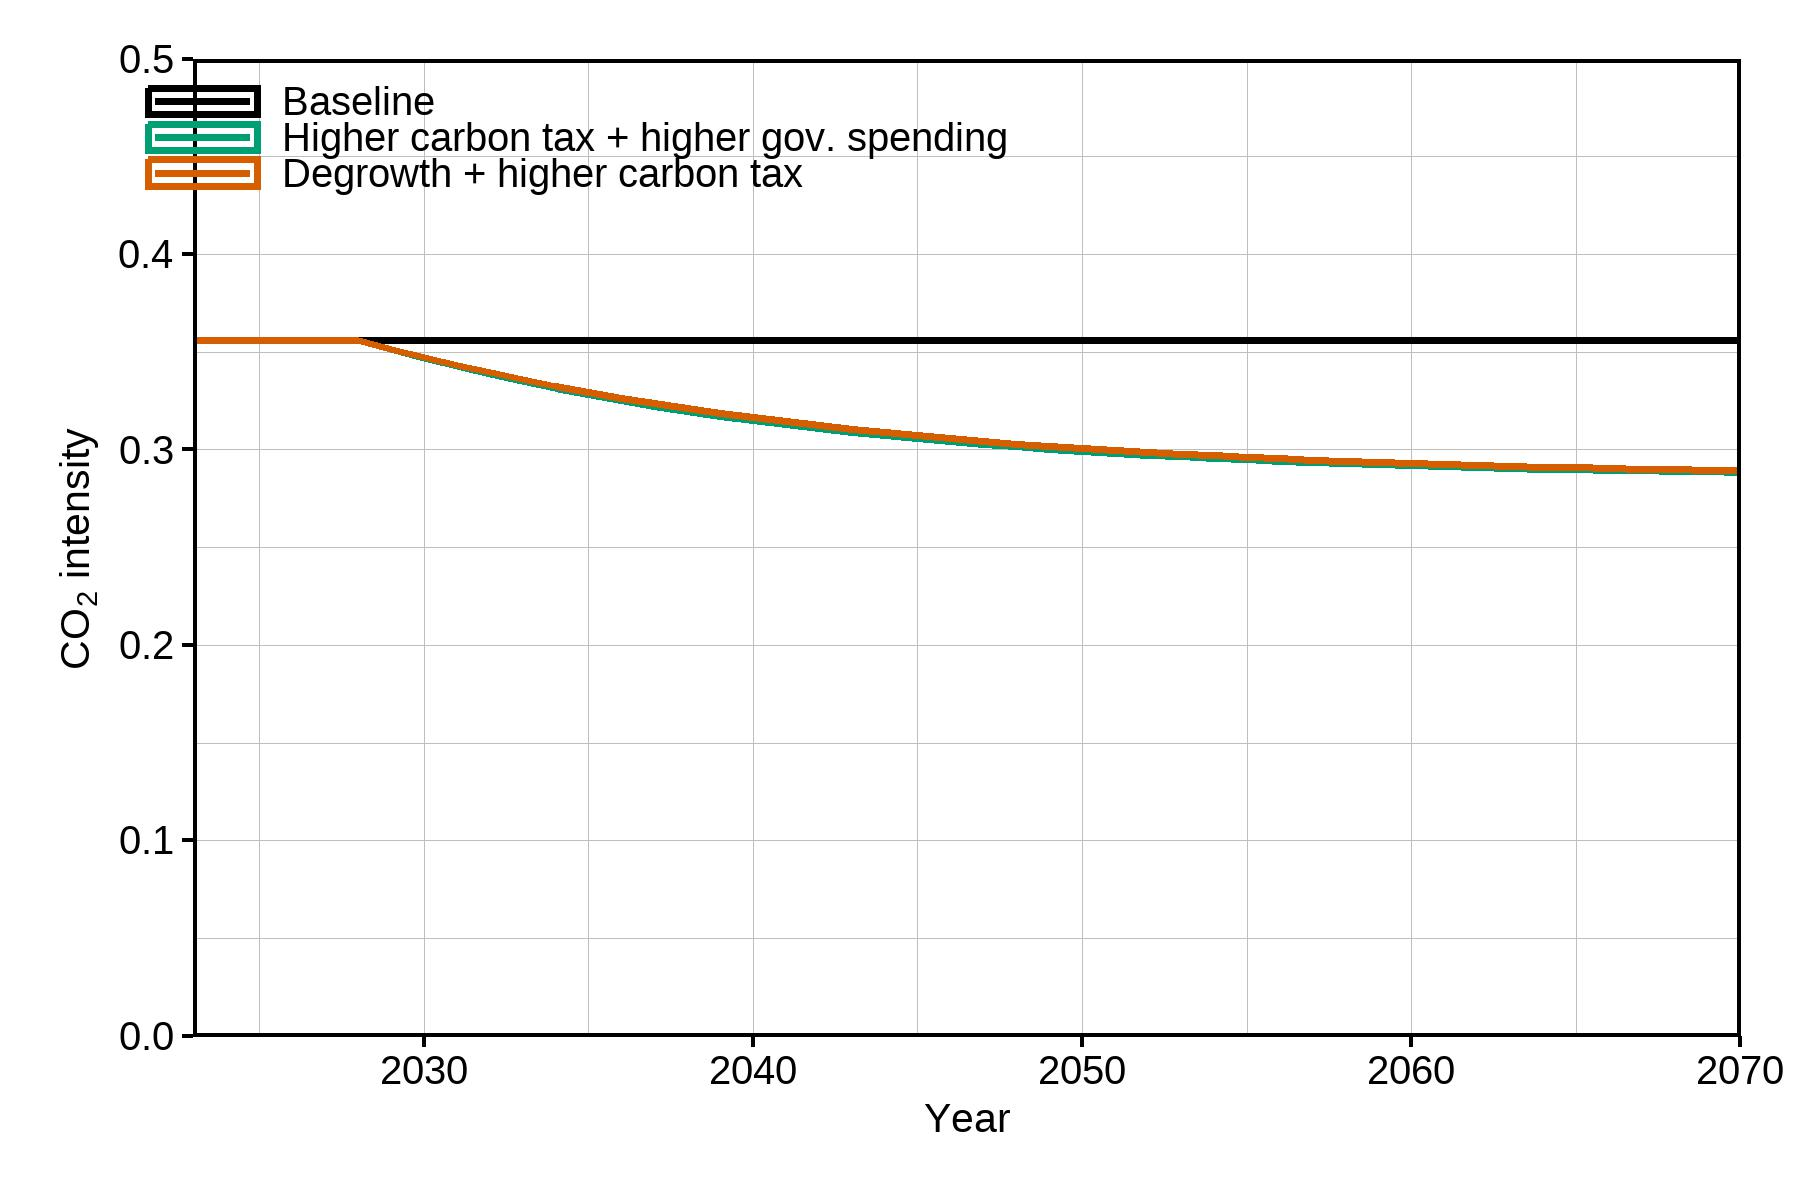 0.5
Baseline
Higher carbon tax + higher gov. spending
Degrowth + higher carbon tax
0.4
0.3
0.2
0.1
0.0
CO₂ intensity
2030 2040 2050 2060 2070
Year